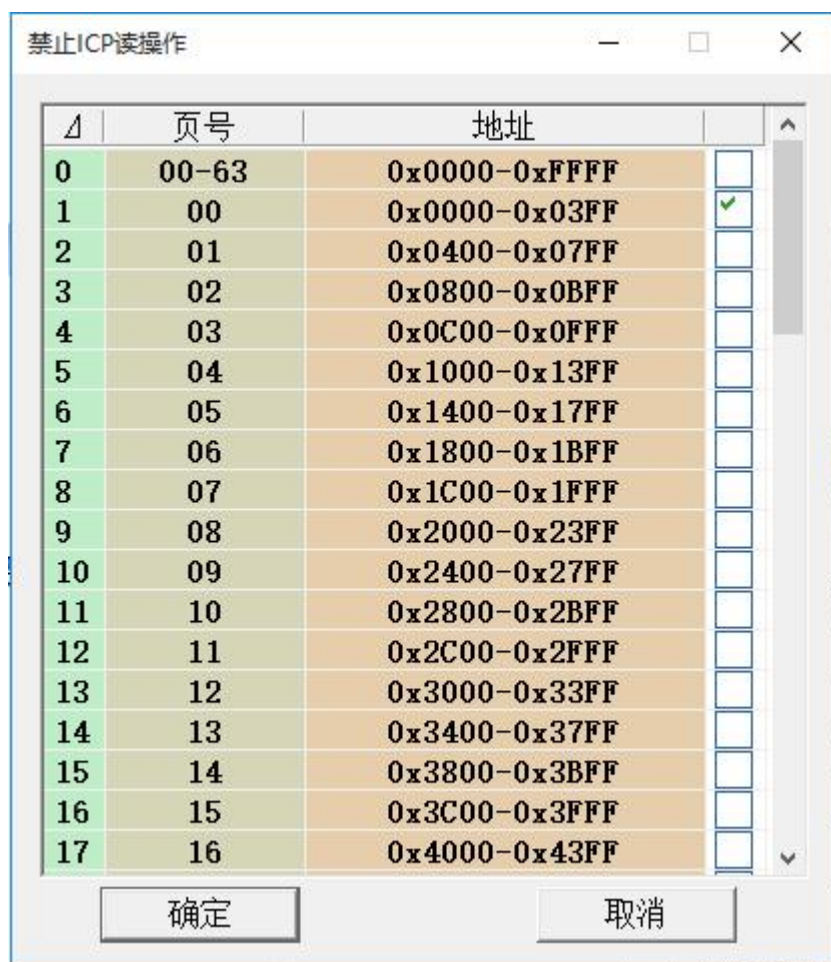 禁止ICP读操作
页号 地址
0 00-63 0x0000-0xFFFF
1 00 0x0000-0x03FF
2 01 0x0400-0x07FF
3 02 0x0800-0x0BFF
4 03 0x0C00-0x0FFF
5 04 0x1000-0x13FF
6 05 0x1400-0x17FF
7 06 0x1800-0x1BFF
8 07 0x1C00-0x1FFF
9 08 0x2000-0x23FF
10 09 0x2400-0x27FF
11 10 0x2800-0x2BFF
12 11 0x2C00-0x2FFF
13 12 0x3000-0x33FF
14 13 0x3400-0x37FF
15 14 0x3800-0x3BFF
16 15 0x3C00-0x3FFF
17 16 0x4000-0x43FF
确定 取消